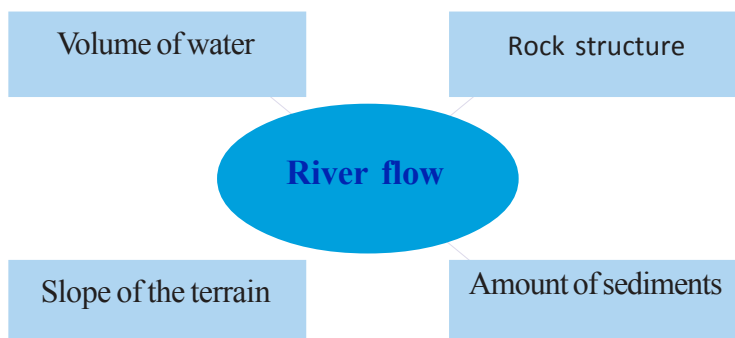 Volume of water
Rock structure
River flow
Slope of the terrain
Amount of sediments